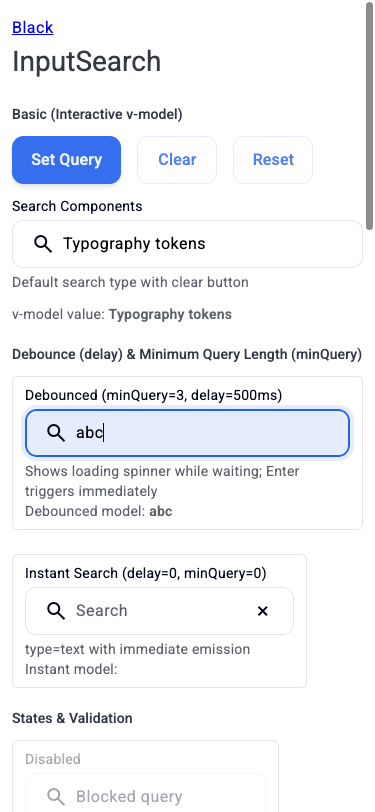 Black
InputSearch
Basic (Interactive v-model)
Set Query Clear Reset
Search Components
Typography tokens
Default search type with clear button
v-model value: Typography tokens
Debounce (delay) & Minimum Query Length (minQuery)
Debounced (minQuery=3, delay=500ms)
abc
Shows loading spinner while waiting; Enter
triggers immediately
Debounced model: abc
Instant Search (delay=0, minQuery=0)
Search
type=text with immediate emission
Instant model:
States & Validation
Disabled
Blocked query